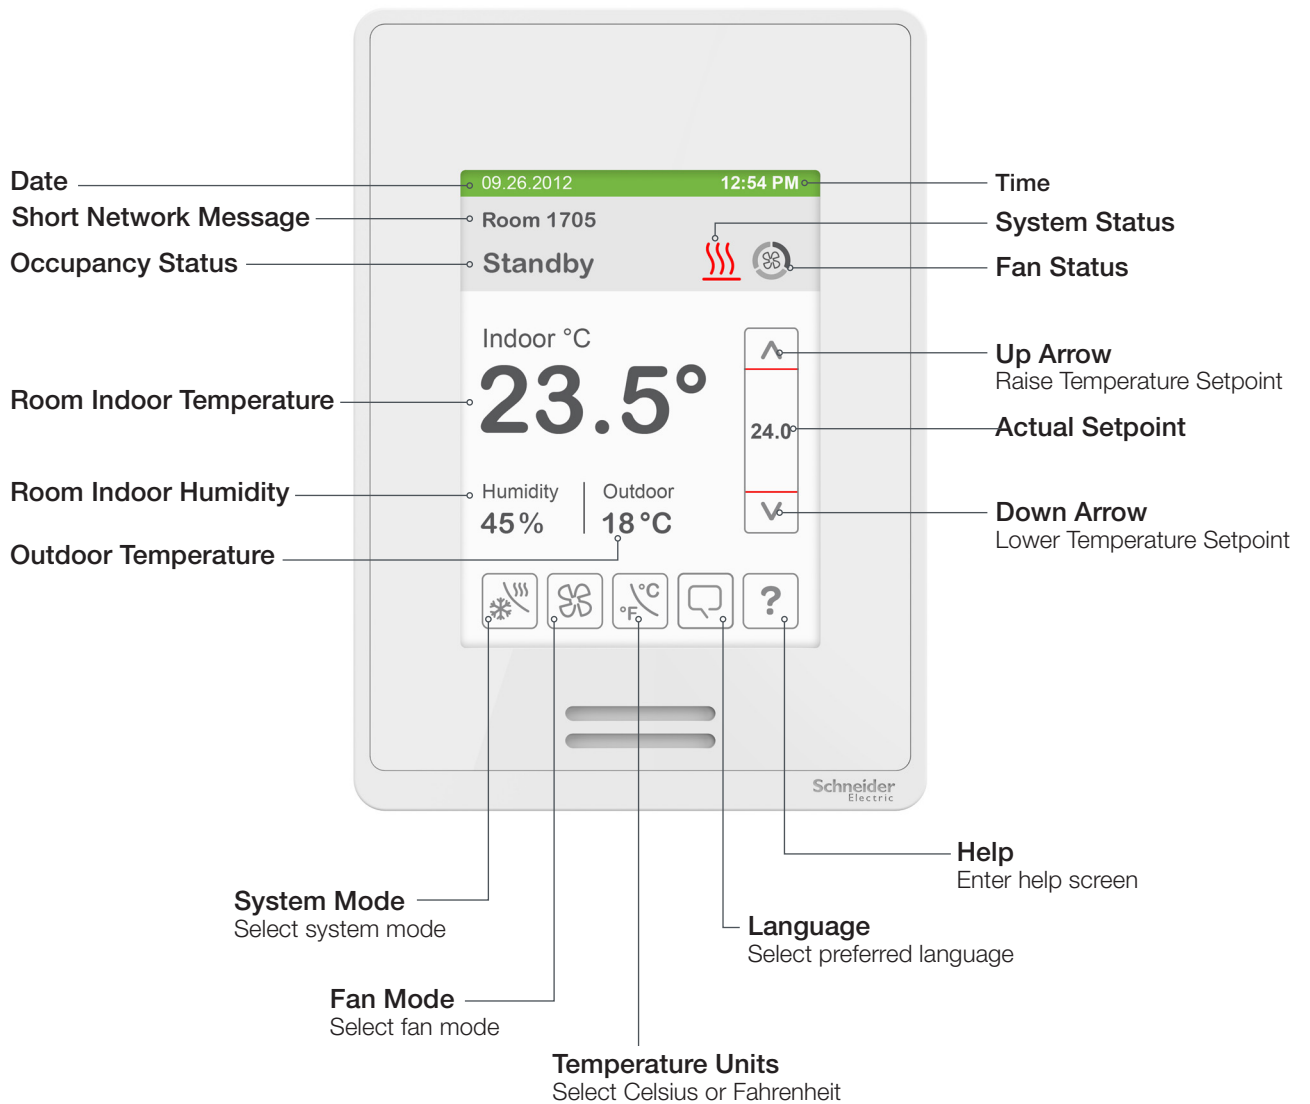 Date
09.26.2012
12:54 PM
Time
Short Network Message
Room 1705
System Status
Occupancy Status
Standby
Fan Status
Indoor °C
Up Arrow
Raise Temperature Setpoint
Room Indoor Temperature
23.5°
24.0
Actual Setpoint
Room Indoor Humidity
Humidity
Outdoor
45%
18°C
Down Arrow
Lower Temperature Setpoint
Outdoor Temperature
°C
°F
?
Schneider
Electric
Help
Enter help screen
System Mode
Select system mode
Language
Select preferred language
Fan Mode
Select fan mode
Temperature Units
Select Celsius or Fahrenheit